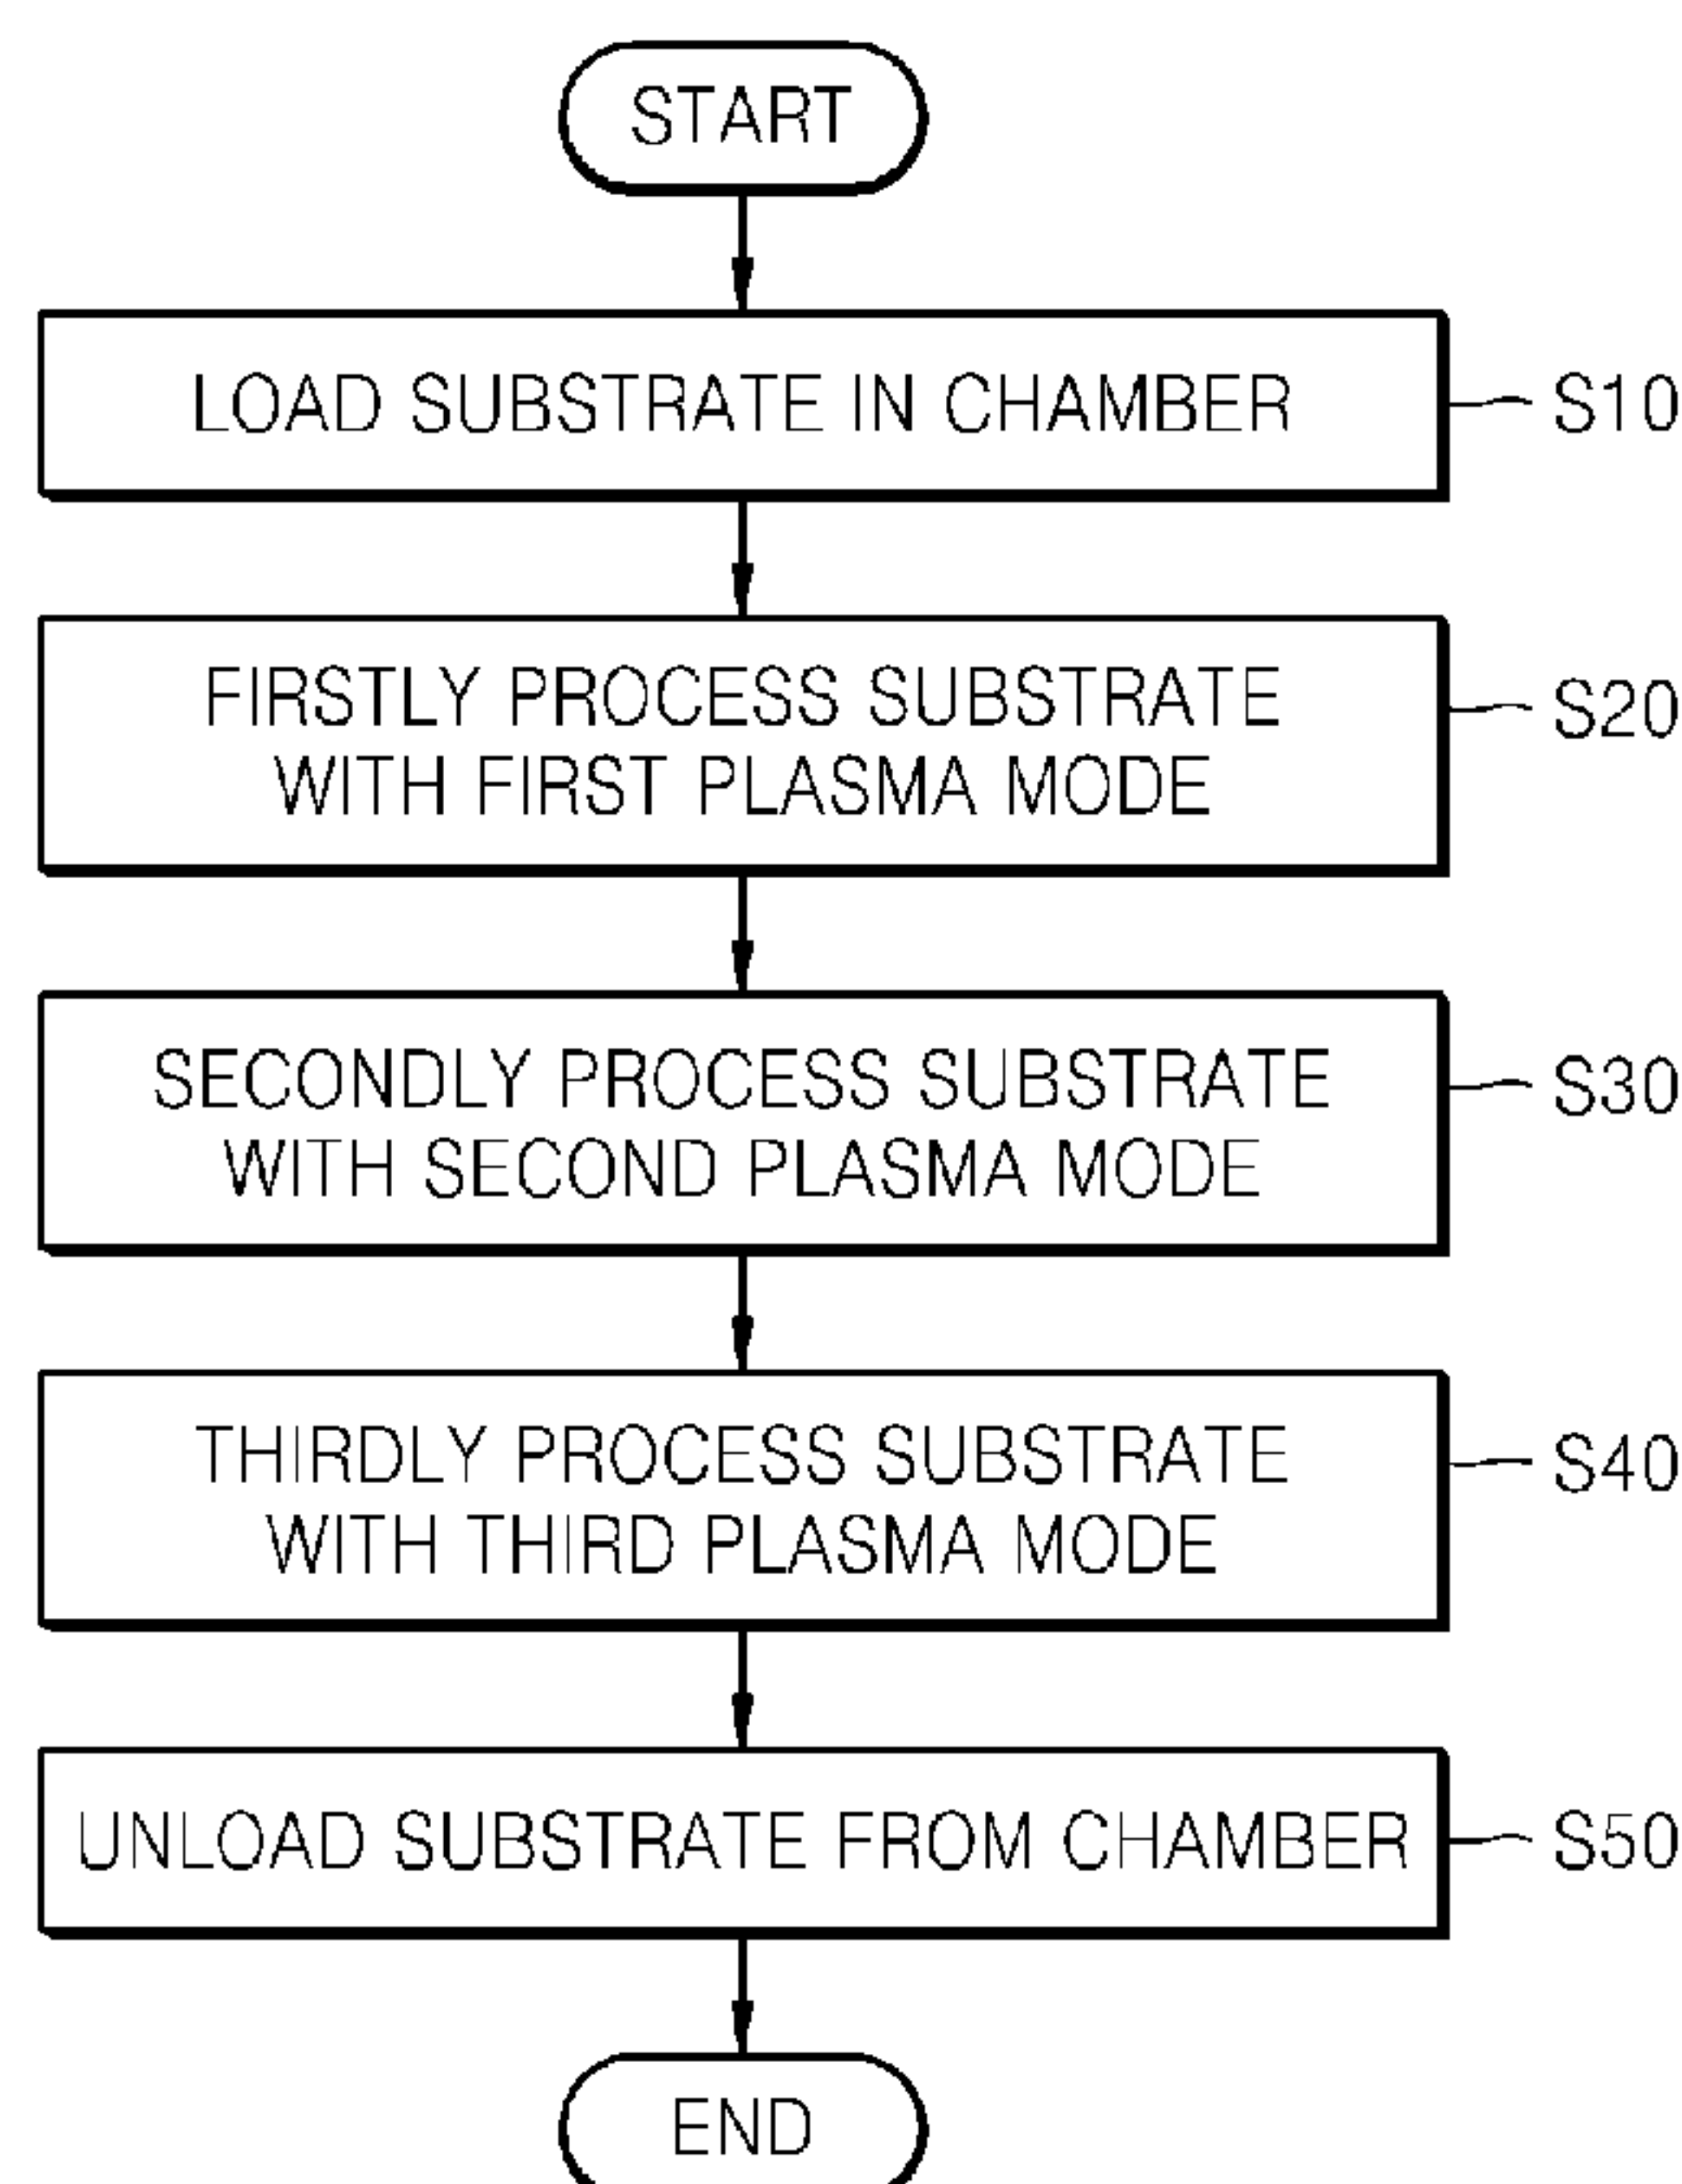 START
LOAD SUBSTRATE IN CHAMBER
S10
FIRSTLY PROCESS SUBSTRATE
WITH FIRST PLASMA MODE
S20
SECONDLY PROCESS SUBSTRATE
WITH SECOND PLASMA MODE
S30
THIRDLY PROCESS SUBSTRATE
WITH THIRD PLASMA MODE
S40
UNLOAD SUBSTRATE FROM CHAMBER
S50
END